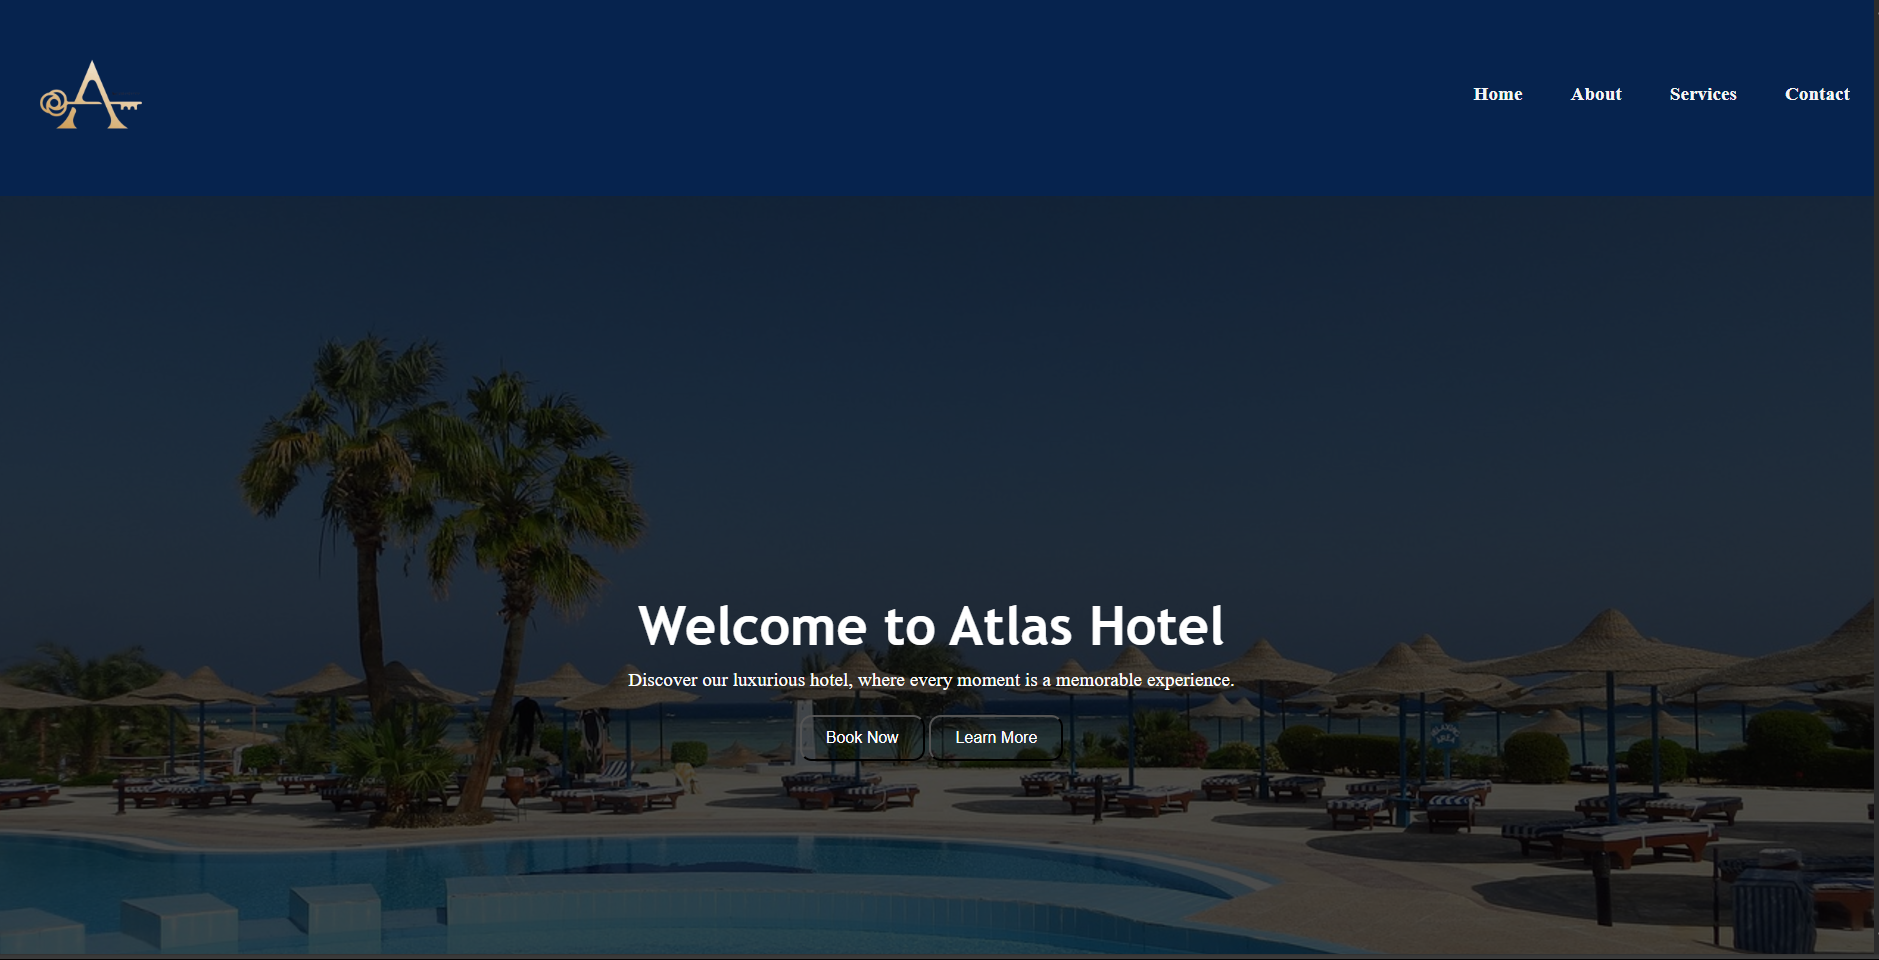 Home About Services Contact
Welcome to Atlas Hotel
Discover our luxurious hotel, where every moment is a memorable experience.
Book Now Learn More